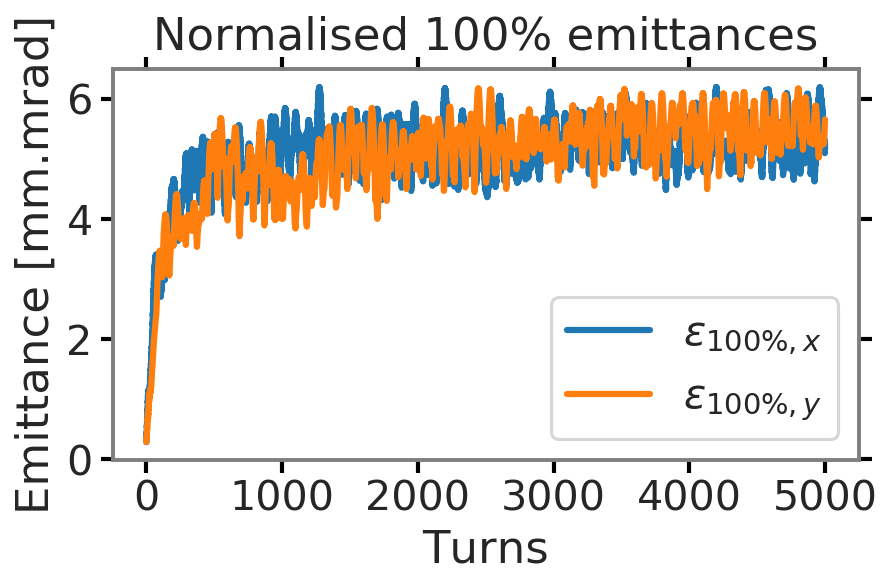 Normalised 100% emittances
Emittance [mm.mrad]
6
4
2
0
ε100%, x
ε100%, y
0 1000 2000 3000 4000 5000
Turns